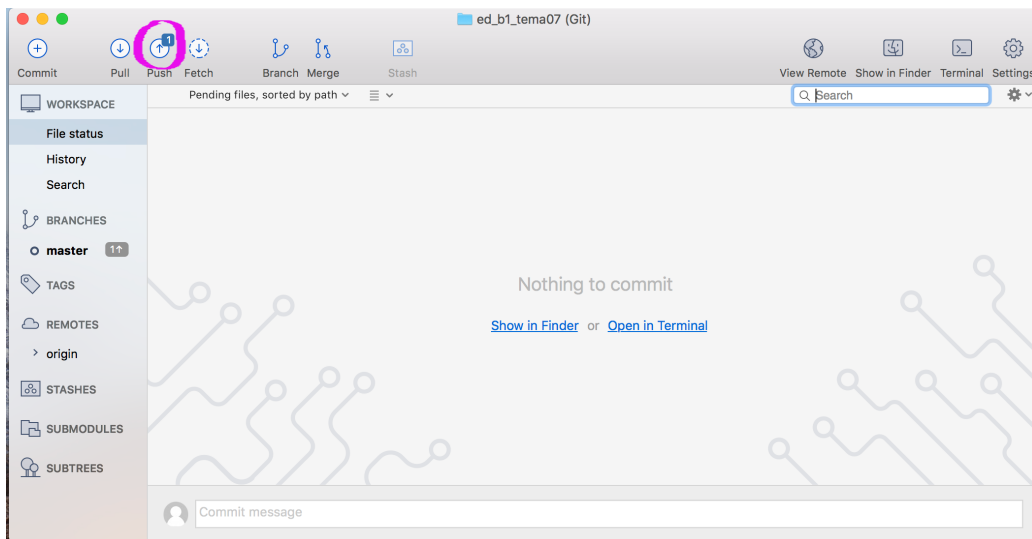 ed_b1_tema07 (Git)
1
Commit Pull Push Fetch Branch Merge Stash View Remote Show in Finder Terminal Settings
Pending files, sorted by path
Search
WORKSPACE
File status
History
Search
BRANCHES
master 1↑
TAGS
REMOTES
origin
STASHES
SUBMODULES
SUBTREES
Nothing to commit
Show in Finder or Open in Terminal
Commit message